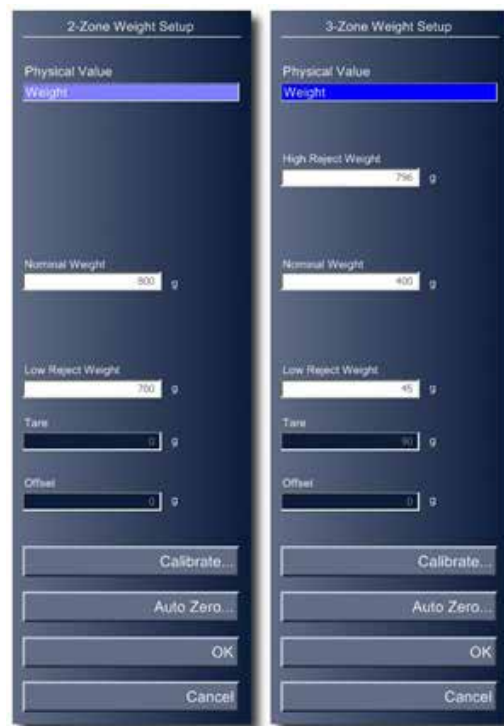 2-Zone Weight Setup
Physical Value
Weight
Nominal Weight
800 g
Low Reject Weight
700 g
Tare
0 g
Offset
0 g
Calibrate...
Auto Zero...
OK
Cancel
3-Zone Weight Setup
Physical Value
Weight
High Reject Weight
796 g
Nominal Weight
400 g
Low Reject Weight
45 g
Tare
90 g
Offset
0 g
Calibrate...
Auto Zero...
OK
Cancel